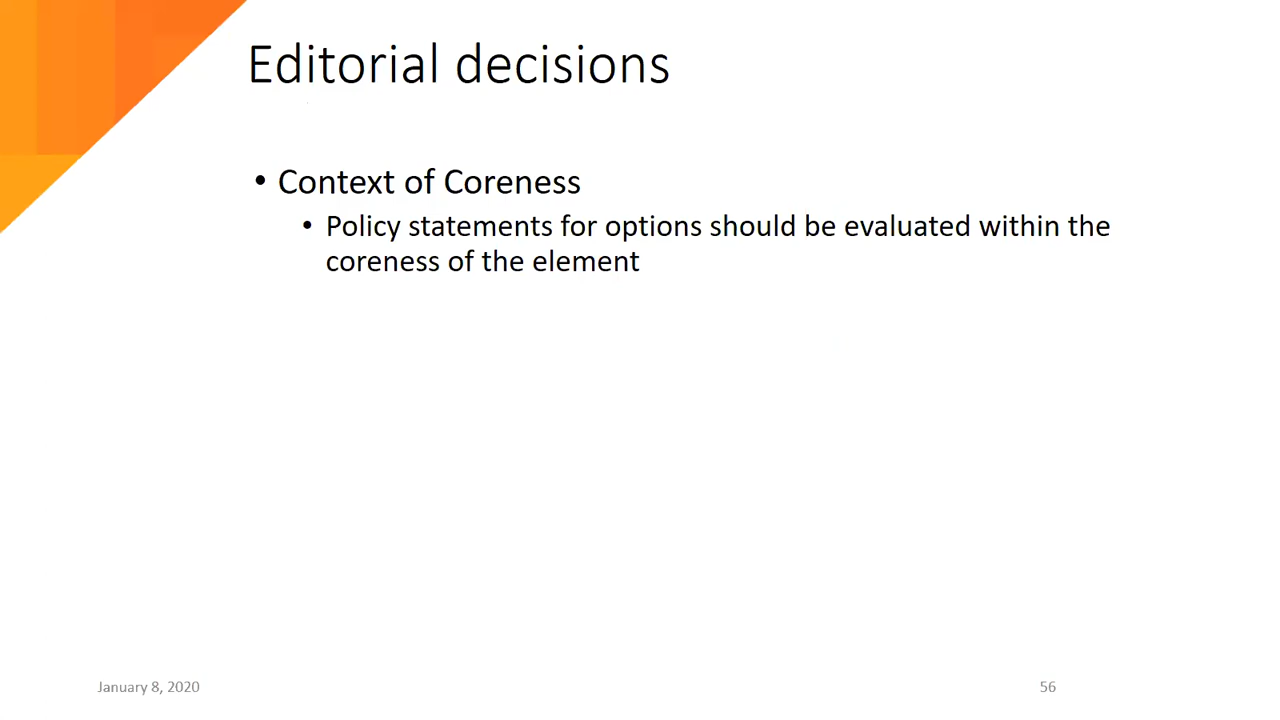 Editorial decisions
• Context of Coreness
• Policy statements for options should be evaluated within the
coreness of the element
January 8, 2020
56